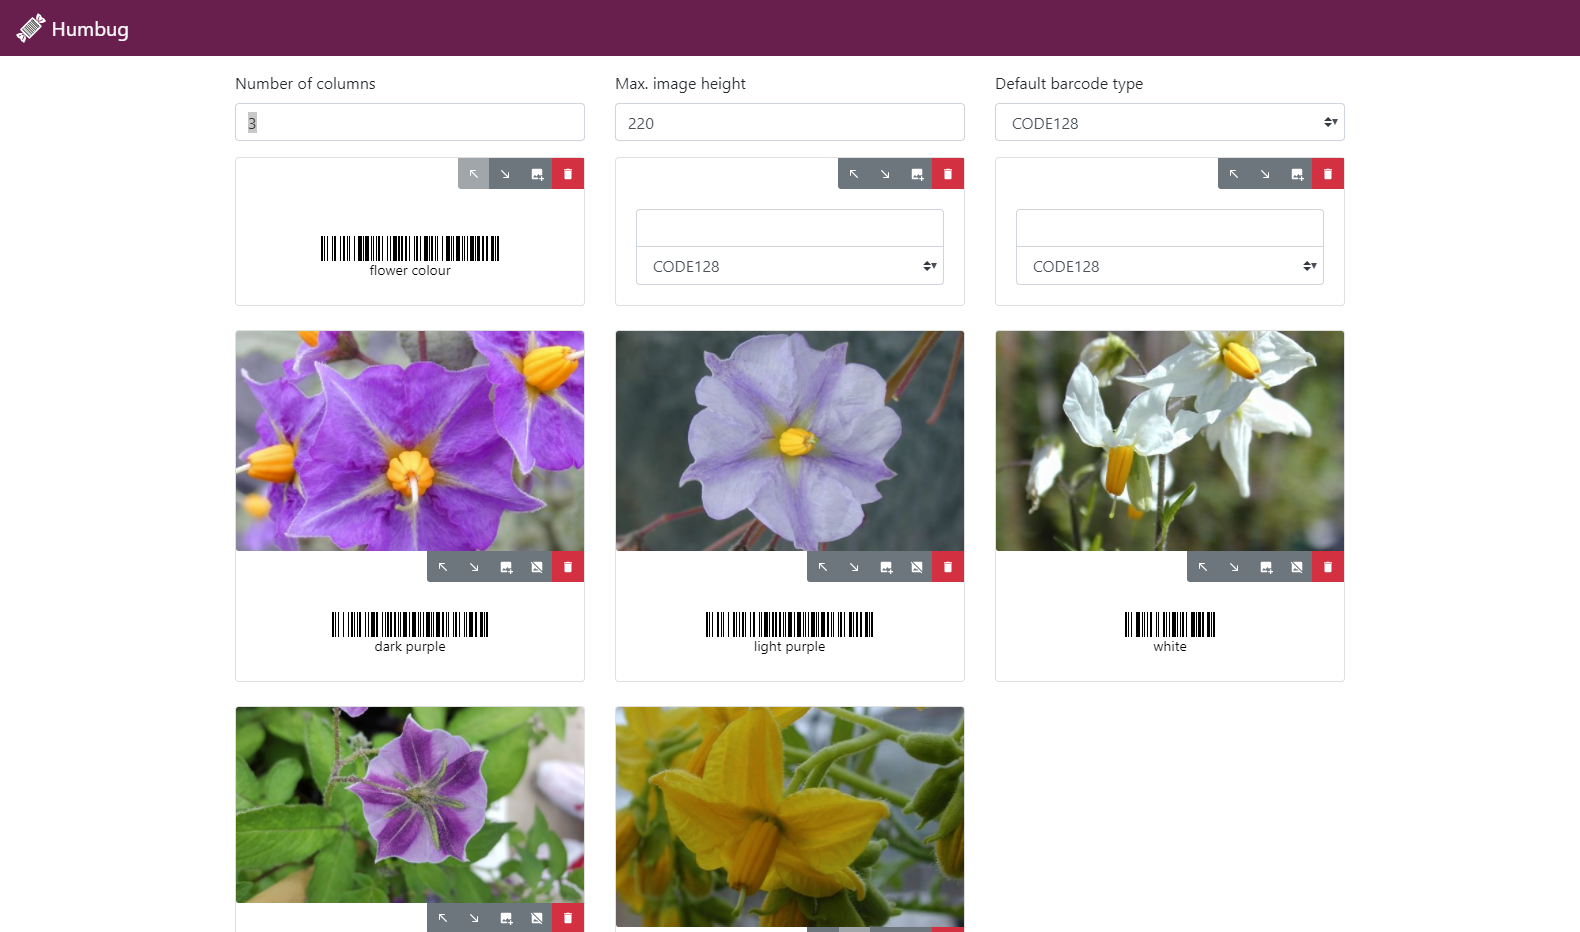 Humbug
Number of columns
Max. image height
Default barcode type
3
220
CODE128
flower colour
CODE128
CODE128
dark purple
light purple
white